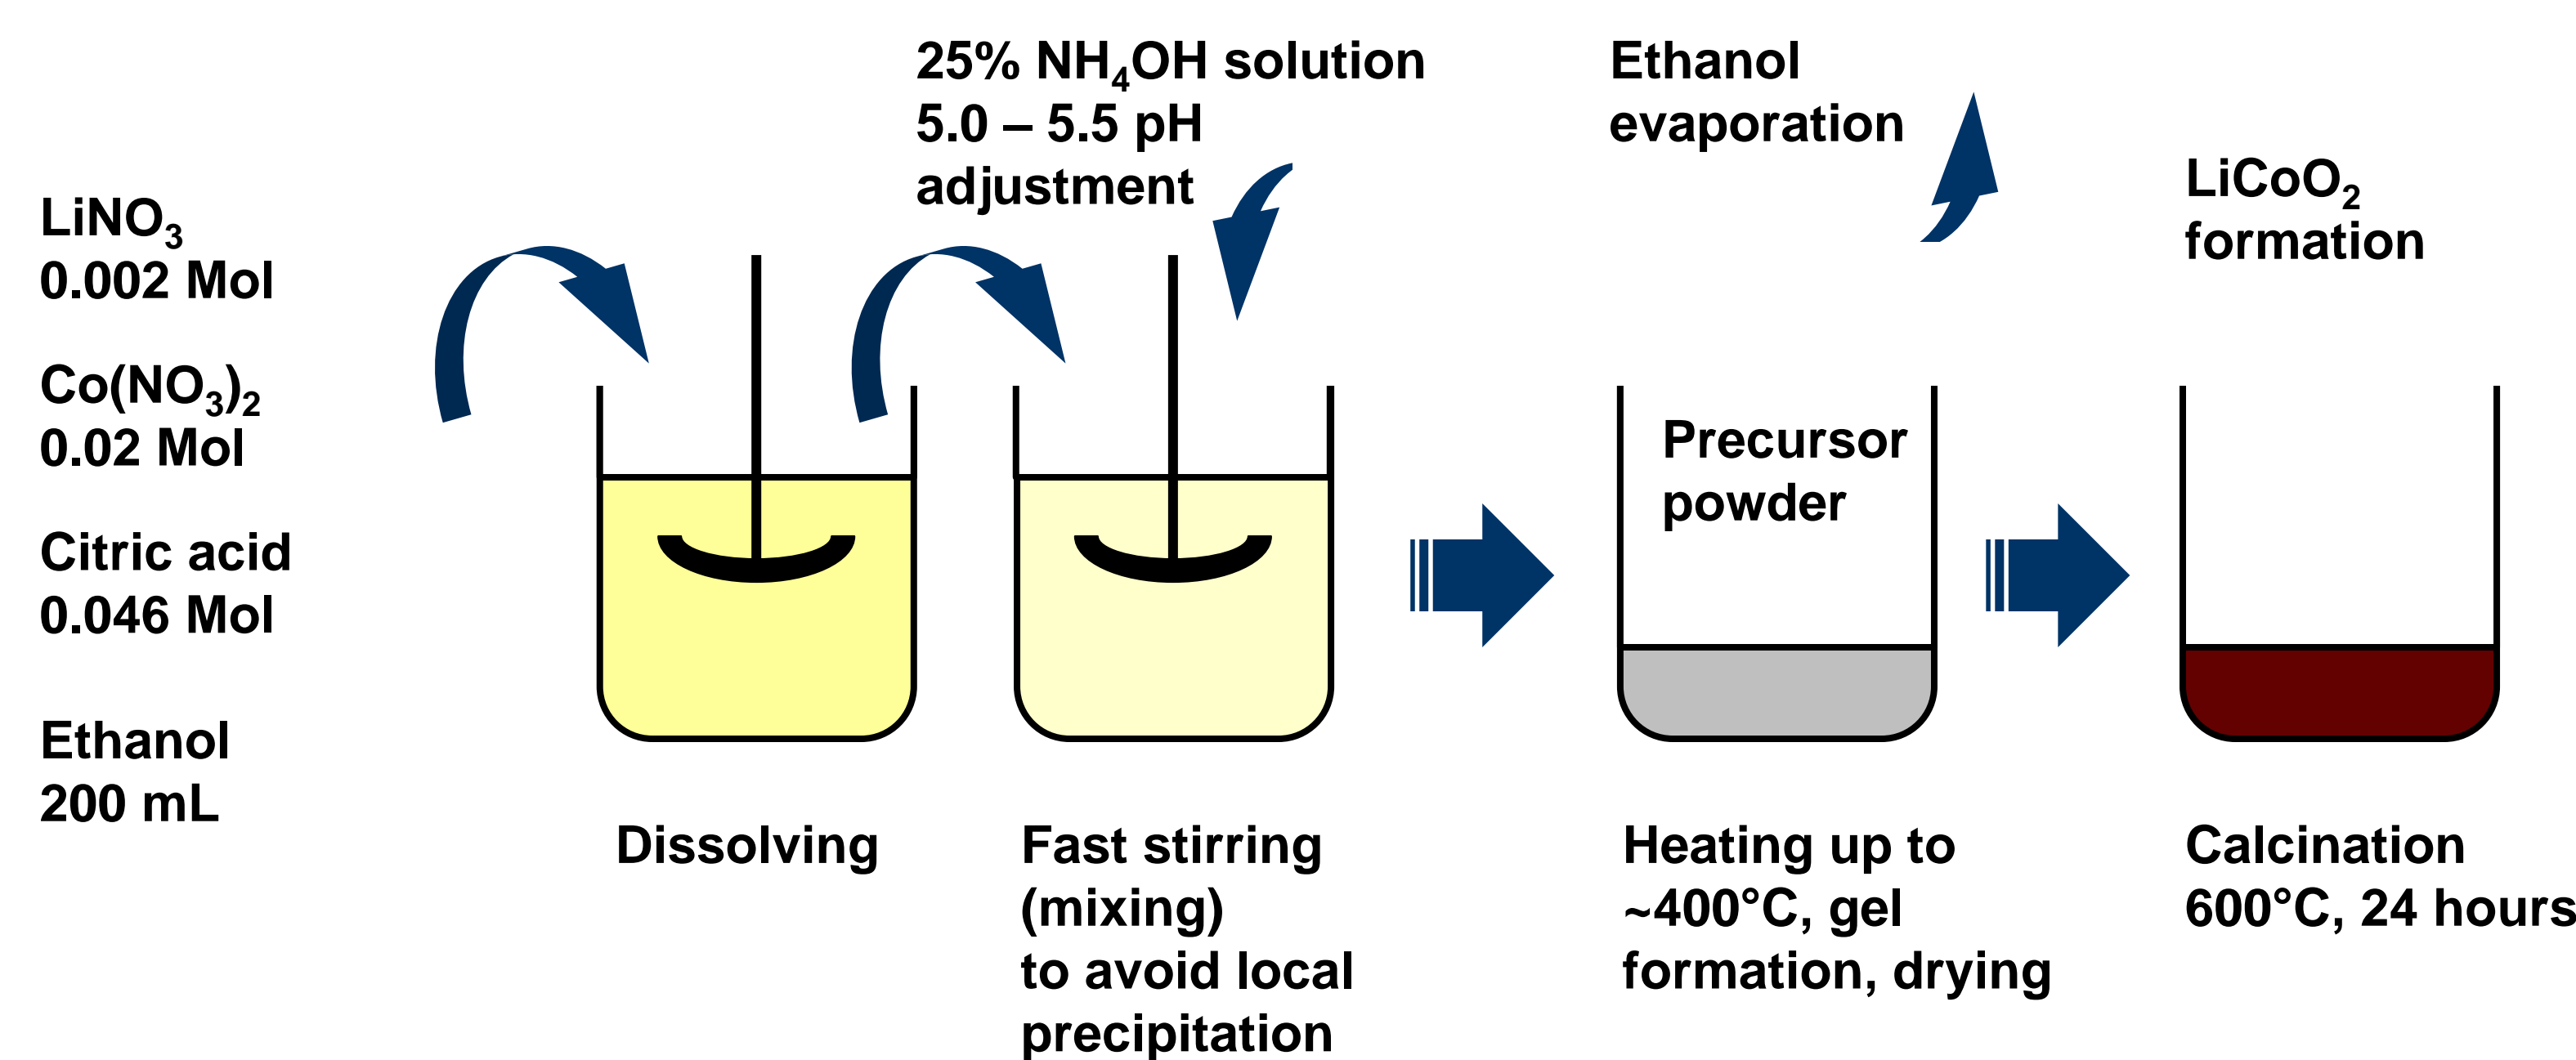 LiNO₃
0.002 Mol
Co(NO₃)₂
0.02 Mol
Citric acid
0.046 Mol
Ethanol
200 mL
Dissolving
25% NH₄OH solution
5.0 – 5.5 pH
adjustment
Fast stirring
(mixing)
to avoid local
precipitation
Ethanol
evaporation
Precursor
powder
Heating up to
~400°C, gel
formation, drying
LiCoO₂
formation
Calcination
600°C, 24 hours